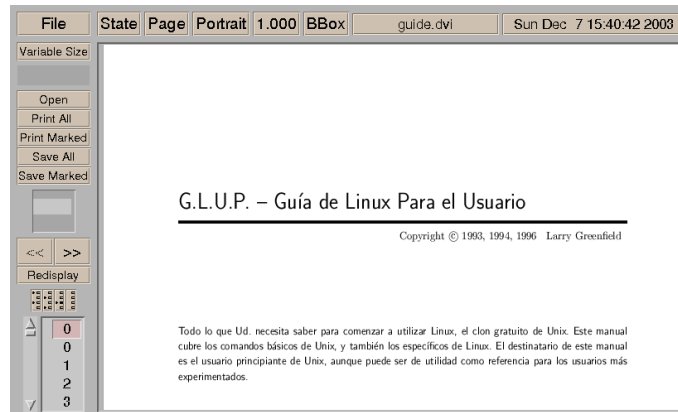 File State Page Portrait 1.000 BBox guide.dvi Sun Dec 7 15:40:42 2003
Variable Size
Open
Print All
Print Marked
Save All
Save Marked
<< >>
Redisplay
0
0
1
2
3
G.L.U.P. – Guía de Linux Para el Usuario
Copyright © 1993, 1994, 1996 Larry Greenfield
Todo lo que Ud. necesita saber para comenzar a utilizar Linux, el clon gratuito de Unix. Este manual
cubre los comandos básicos de Unix, y también los específicos de Linux. El destinatario de este manual
es el usuario principiante de Unix, aunque puede ser de utilidad como referencia para los usuarios más
experimentados.